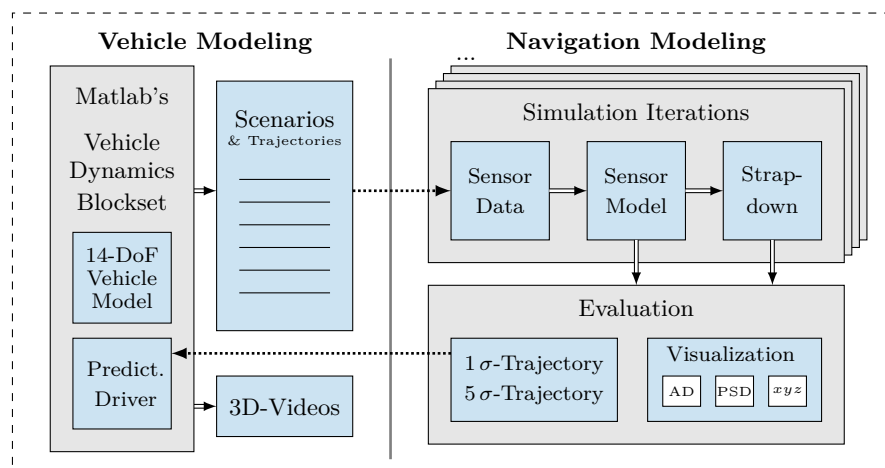 Vehicle Modeling
Matlab's
Vehicle
Dynamics
Blockset
14-DoF
Vehicle
Model
Predict.
Driver
Scenarios
& Trajectories
3D-Videos
Navigation Modeling
...
Simulation Iterations
Sensor
Data
Sensor
Model
Strap-
down
Evaluation
1 σ-Trajectory
5 σ-Trajectory
Visualization
AD
PSD
xyz